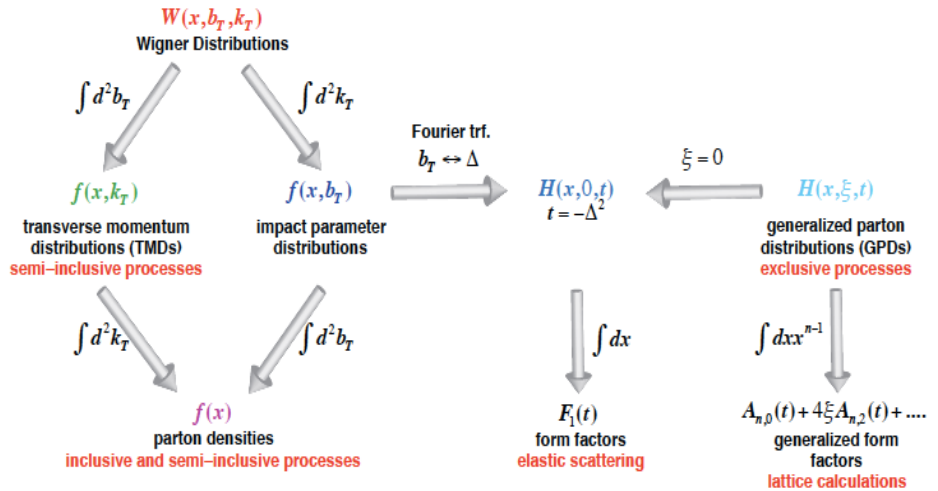 W(x,b_T,k_T)
Wigner Distributions
∫d²b_T
∫d²k_T
Fourier trf.
b_T ↔ Δ
ξ = 0
f(x,k_T)
transverse momentum
distributions (TMDs)
semi–inclusive processes
f(x,b_T)
impact parameter
distributions
H(x,0,t)
t = −Δ²
H(x,ξ,t)
generalized parton
distributions (GPDs)
exclusive processes
∫d²k_T
∫d²b_T
∫dx
∫dxx^{n−1}
f(x)
parton densities
inclusive and semi–inclusive processes
F₁(t)
form factors
elastic scattering
A_{n,0}(t) + 4ξA_{n,2}(t) + ....
generalized form
factors
lattice calculations